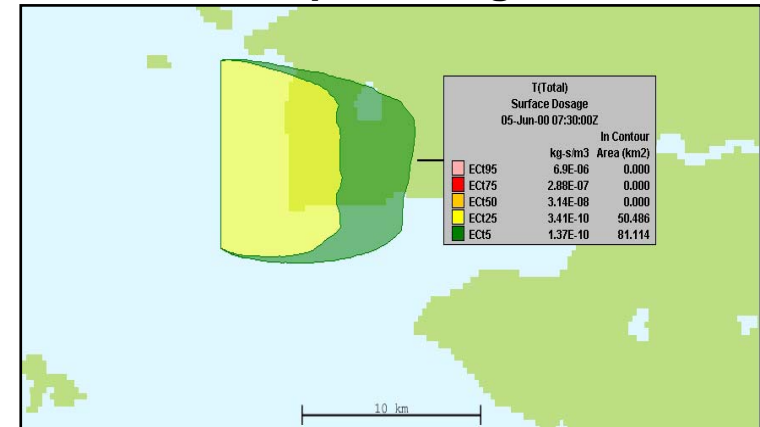 T(Total)
Surface Dosage
05-Jun-00 07:30:00Z
In Contour
kg-s/m3 Area (km2)
ECt95 6.9E-06 0.000
ECt75 2.88E-07 0.000
ECt50 3.14E-08 0.000
ECt25 3.41E-10 50.486
ECt5 1.37E-10 81.114
10 km